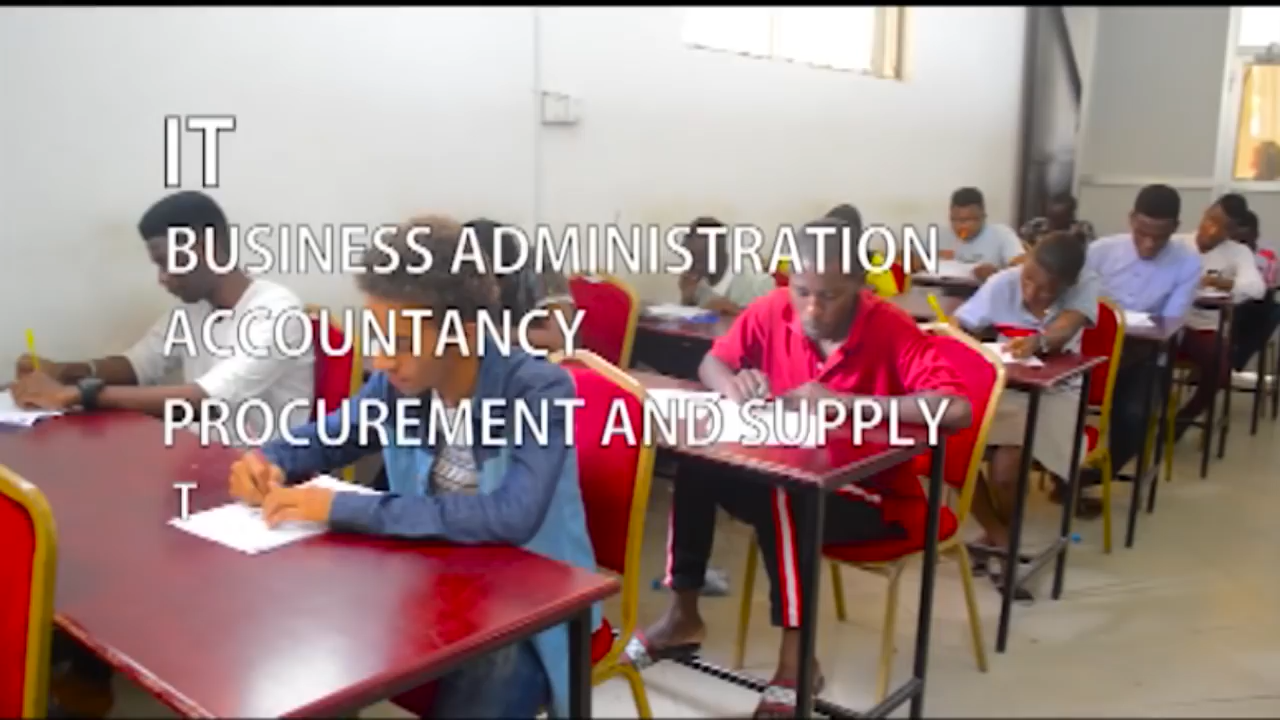 IT
BUSINESS ADMINISTRATION
ACCOUNTANCY
PROCUREMENT AND SUPPLY
T